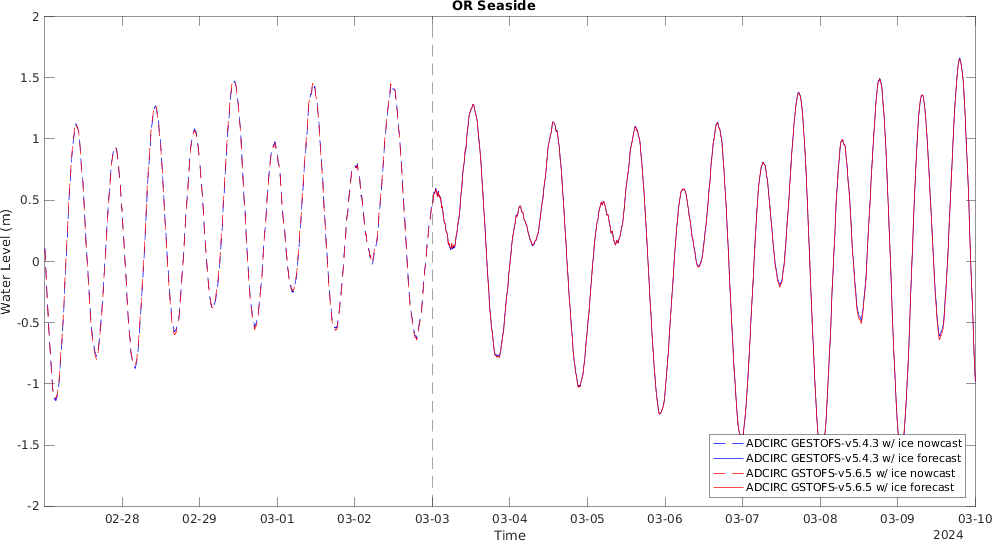 OR Seaside
2
1.5
1
0.5
0
-0.5
-1
-1.5
-2
Water Level (m)
ADCIRC GESTOFS-v5.4.3 w/ ice nowcast
ADCIRC GESTOFS-v5.4.3 w/ ice forecast
ADCIRC GSTOFS-v5.6.5 w/ ice nowcast
ADCIRC GSTOFS-v5.6.5 w/ ice forecast
02-28 02-29 03-01 03-02 03-03 03-04 03-05 03-06 03-07 03-08 03-09 03-10
Time
2024